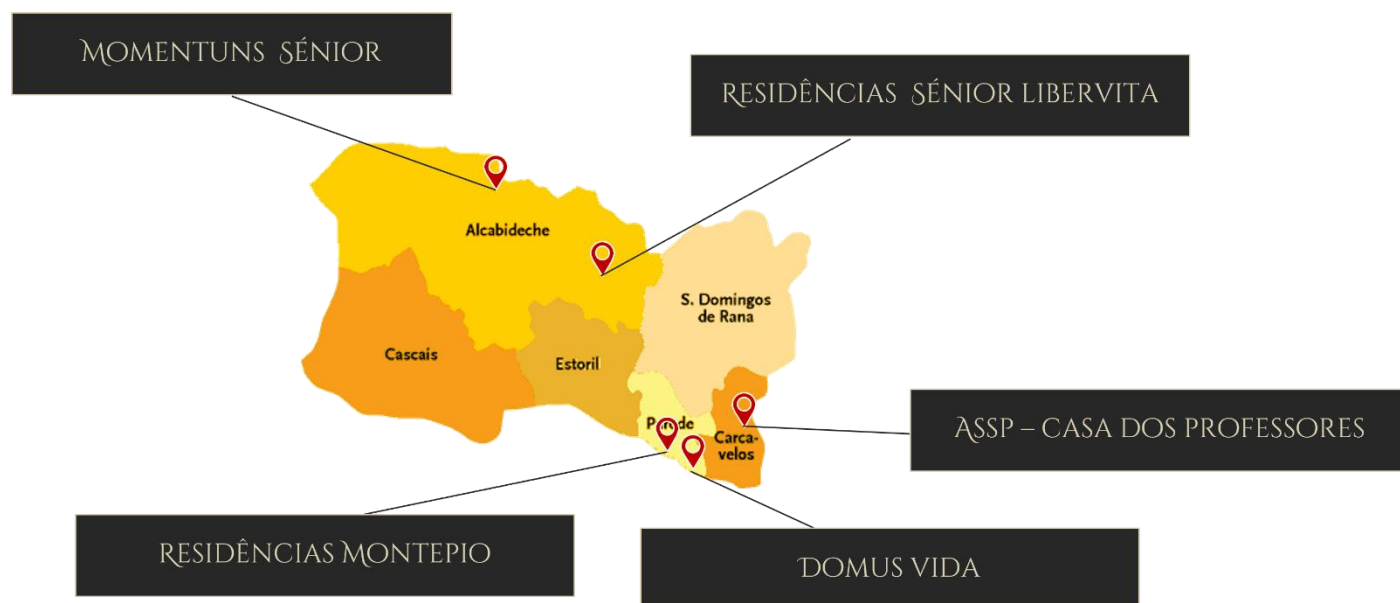 Momentuns Sénior
Residências Sénior Libervita
Alcabideche
S. Domingos
de Rana
Cascais
Estoril
Parede
Carca-
velos
Assp – casa dos professores
Residências Montepio
Domus vida